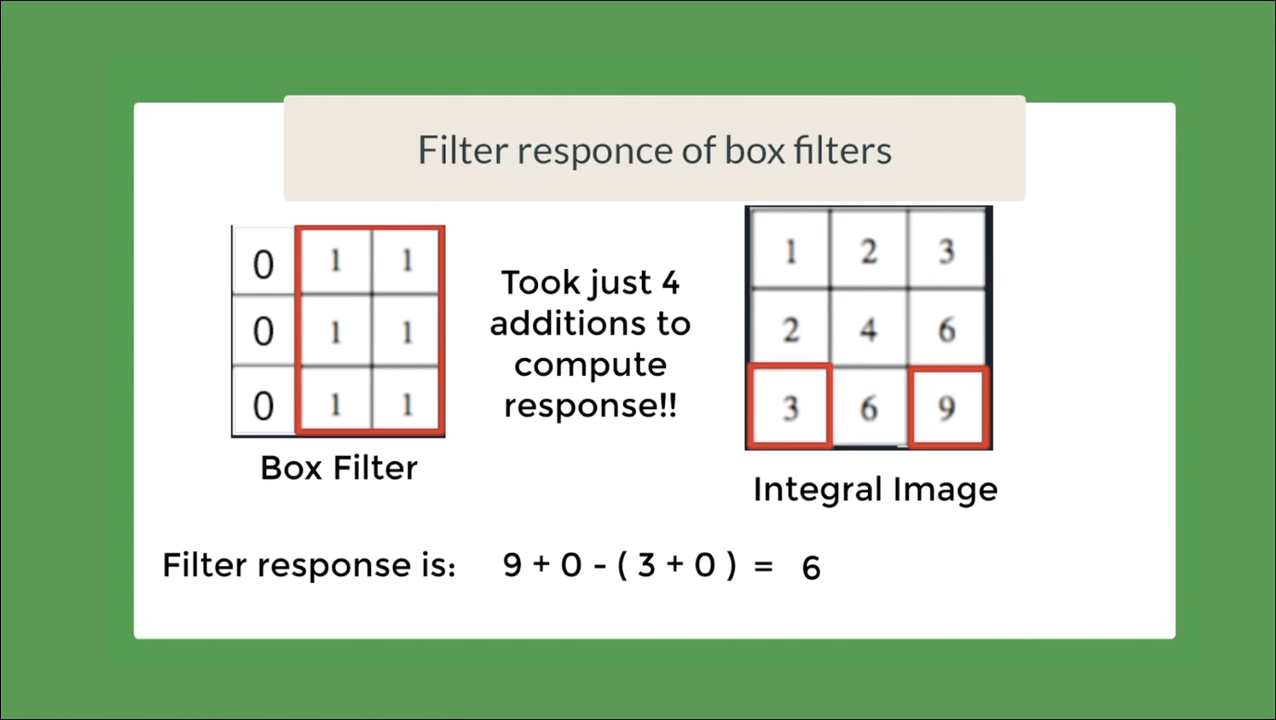 Filter responce of box filters
0 1 1
0 1 1
0 1 1
Box Filter
Took just 4
additions to
compute
response!!
1 2 3
2 4 6
3 6 9
Integral Image
Filter response is: 9 + 0 - ( 3 + 0 ) = 6